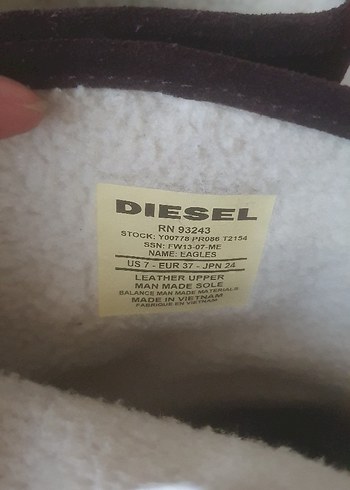 DIESEL
RN 93243
STOCK: Y00778 PR086 T2154
SSN: FW13-07-ME
NAME: EAGLES
US 7 - EUR 37 - JPN 24
LEATHER UPPER
MAN MADE SOLE
BALANCE MAN MADE MATERIALS
MADE IN VIETNAM
FABRIQUE EN VIETNAM